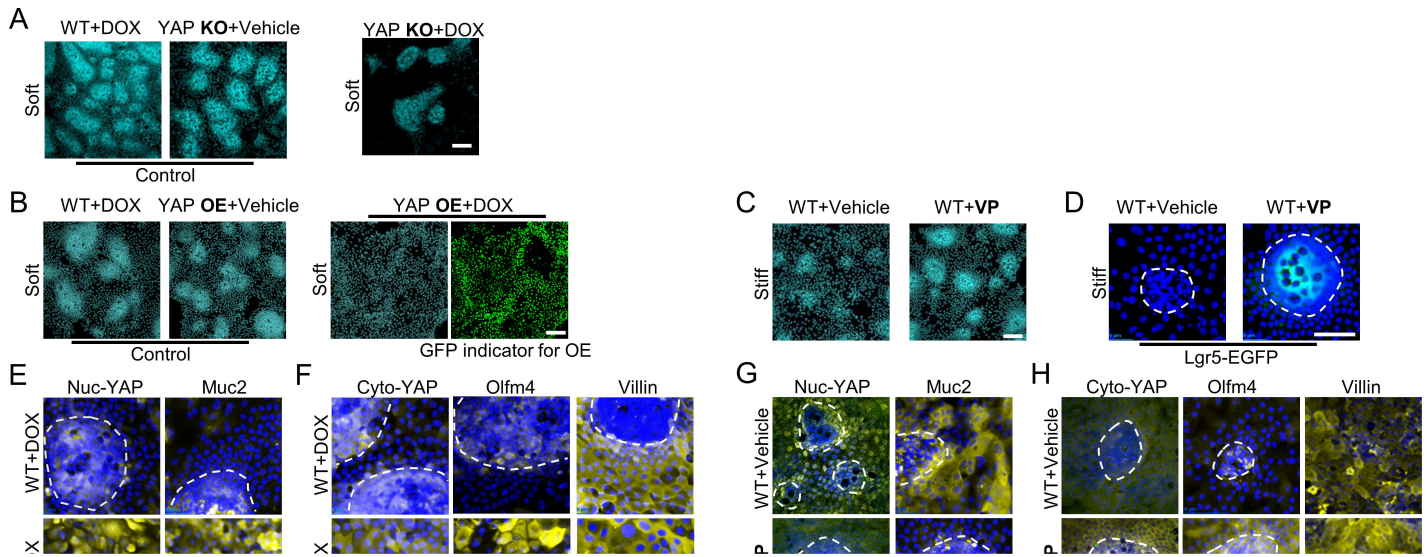 A
WT+DOX YAP KO+Vehicle YAP KO+DOX
Soft
Soft
Control
B
WT+DOX YAP OE+Vehicle YAP OE+DOX
Soft
Soft
Control
GFP indicator for OE
C
WT+Vehicle WT+VP
Stiff
D
WT+Vehicle WT+VP
Stiff
Lgr5-EGFP
E
Nuc-YAP Muc2
WT+DOX
X
F
Cyto-YAP Olfm4 Villin
WT+DOX
X
G
Nuc-YAP Muc2
WT+Vehicle
P
H
Cyto-YAP Olfm4 Villin
WT+Vehicle
P